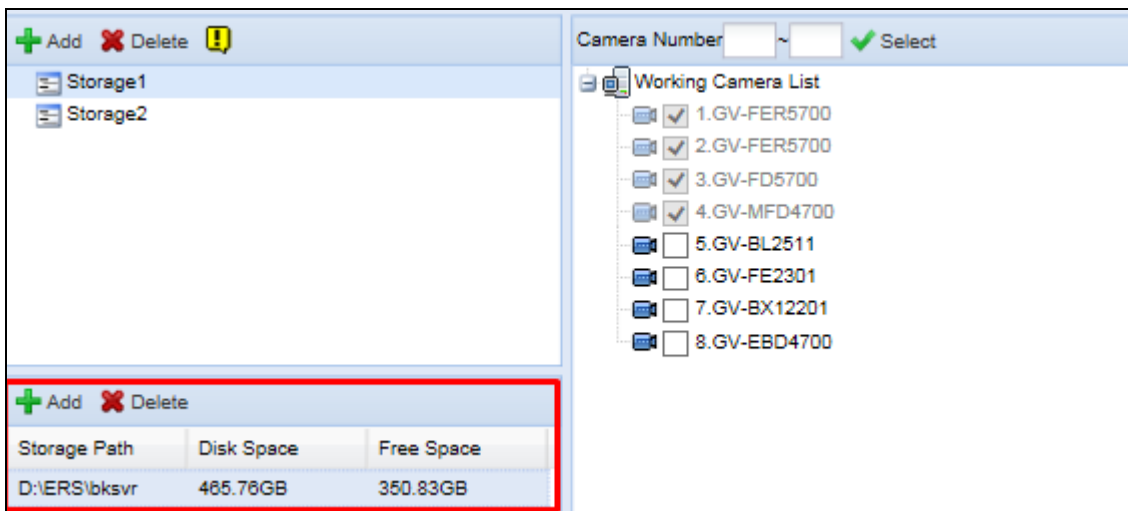 Add Delete
Storage1
Storage2
Add Delete
Storage Path Disk Space Free Space
D:\ERS\bksvr 465.76GB 350.83GB
Camera Number ~ Select
Working Camera List
1.GV-FER5700
2.GV-FER5700
3.GV-FD5700
4.GV-MFD4700
5.GV-BL2511
6.GV-FE2301
7.GV-BX12201
8.GV-EBD4700